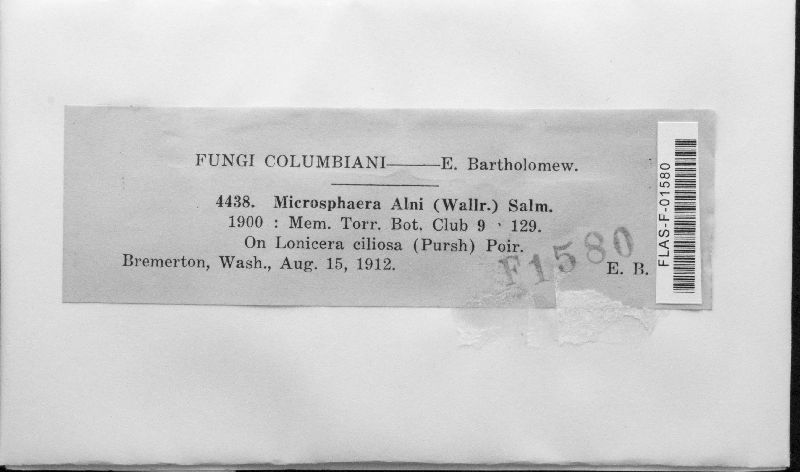 FUNGI COLUMBIANI——E. Bartholomew.
4438. Microsphaera Alni (Wallr.) Salm.
1900 : Mem. Torr. Bot. Club 9 : 129.
On Lonicera ciliosa (Pursh) Poir.
Bremerton, Wash., Aug. 15, 1912.
E. B.
F1580
FLAS-F-01580